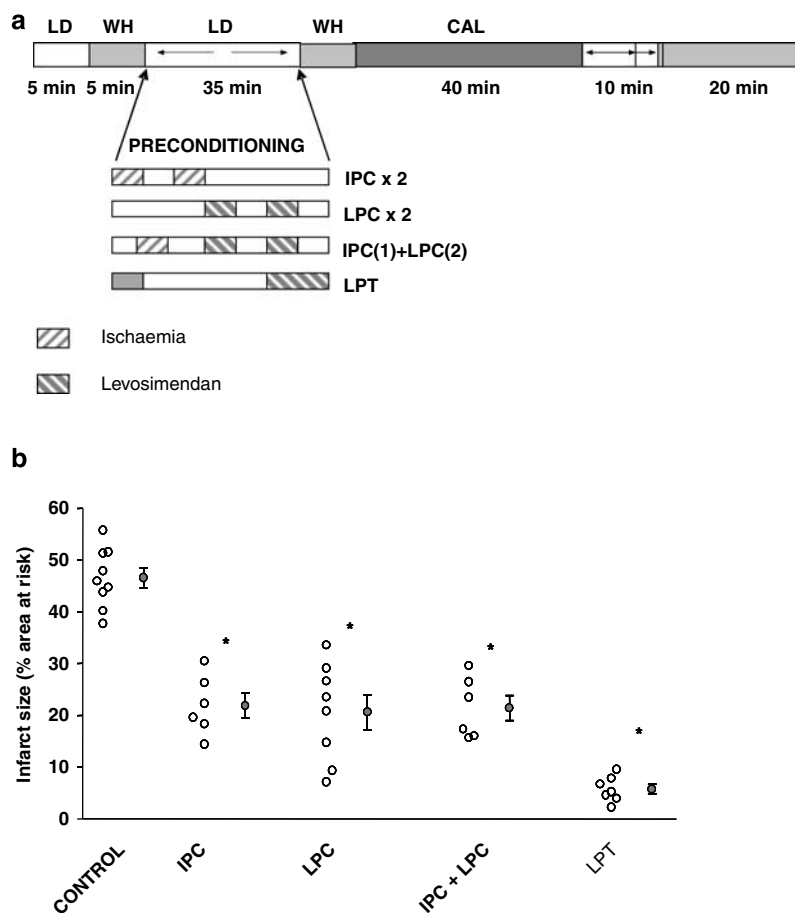 a
LD WH LD WH CAL
5 min 5 min 35 min 40 min 10 min 20 min
PRECONDITIONING
IPC x 2
LPC x 2
IPC(1)+LPC(2)
LPT
Ischaemia
Levosimendan
b
Infarct size (% area at risk)
60
50
40
30
20
10
0
* * * *
CONTROL IPC LPC IPC + LPC LPT